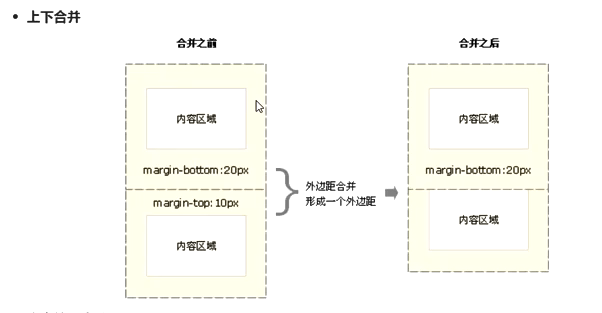 上下合并
合并之前
合并之后
内容区域
margin-bottom:20px
margin-top:10px
内容区域
外边距合并
形成一个外边距
内容区域
margin-bottom:20px
内容区域